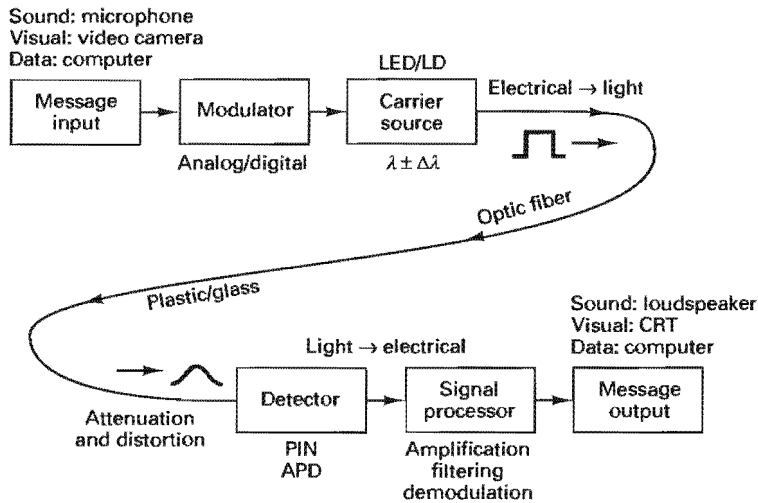 Sound: microphone
Visual: video camera
Data: computer
Message
input
Modulator
Analog/digital
LED/LD
Carrier
source
λ ± Δλ
Electrical → light
Optic fiber
Plastic/glass
Attenuation
and distortion
Light → electrical
Detector
PIN
APD
Signal
processor
Amplification
filtering
demodulation
Sound: loudspeaker
Visual: CRT
Data: computer
Message
output